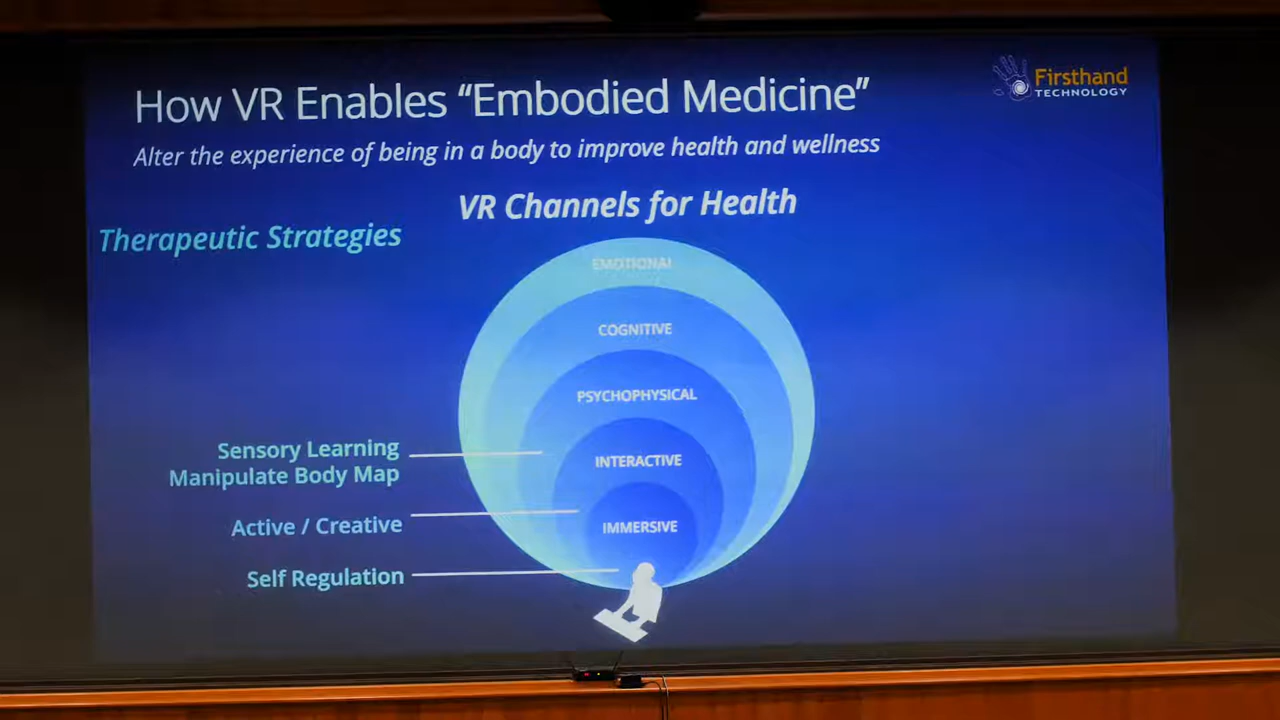 How VR Enables “Embodied Medicine”
Firsthand
TECHNOLOGY
Alter the experience of being in a body to improve health and wellness
VR Channels for Health
Therapeutic Strategies
EMOTIONAL
COGNITIVE
PSYCHOPHYSICAL
INTERACTIVE
IMMERSIVE
Sensory Learning
Manipulate Body Map
Active / Creative
Self Regulation